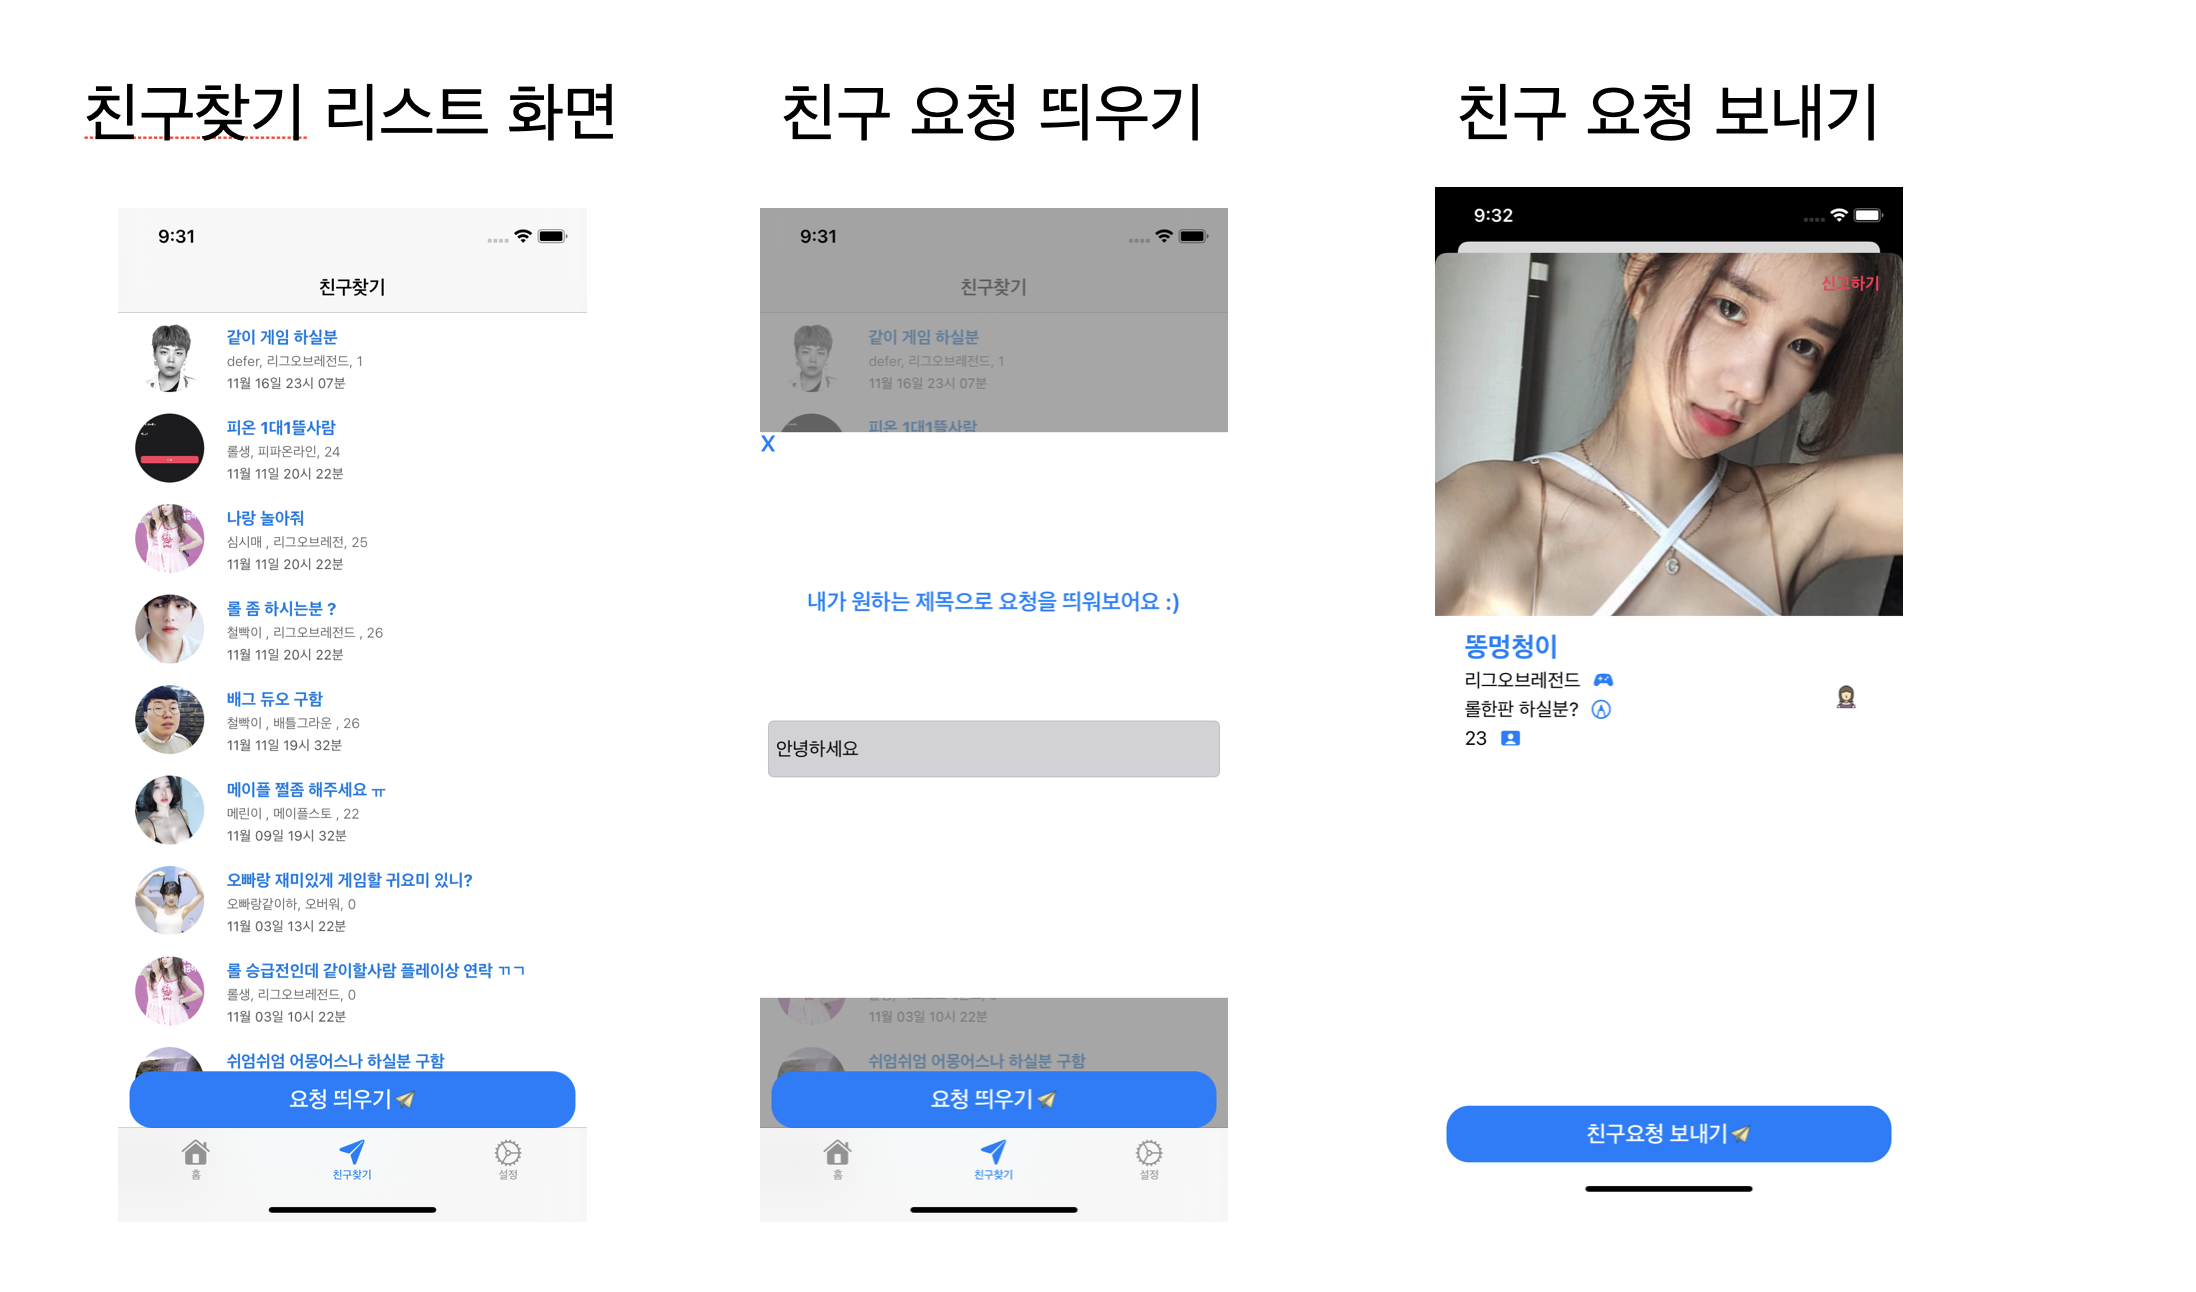 친구찾기 리스트 화면
9:31
친구찾기
같이 게임 하실분
defer, 리그오브레전드, 1
11월 16일 23시 07분
피온 1대1뜰사람
롤생, 피파온라인, 24
11월 11일 20시 22분
나랑 놀아줘
심시매 , 리그오브레전, 25
11월 11일 20시 22분
롤 좀 하시는분 ?
철빡이 , 리그오브레전드 , 26
11월 11일 20시 22분
배그 듀오 구함
철빡이 , 배틀그라운 , 26
11월 11일 19시 32분
메이플 쩔좀 해주세요 ㅠ
메린이 , 메이플스토 , 22
11월 09일 19시 32분
오빠랑 재미있게 게임할 귀요미 있니?
오빠랑같이하, 오버워, 0
11월 03일 13시 22분
롤 승급전인데 같이할사람 플레이상 연락 ㄲㄱ
롤생, 리그오브레전드, 0
11월 03일 10시 22분
쉬엄쉬엄 어몽어스나 하실분 구함
요청 띄우기
홈 친구찾기 설정
친구 요청 띄우기
9:31
친구찾기
같이 게임 하실분
defer, 리그오브레전드, 1
11월 16일 23시 07분
피온 1대1뜰사람
X
내가 원하는 제목으로 요청을 띄워보어요 :)
안녕하세요
11월 03일 10시 22분
쉬엄쉬엄 어몽어스나 하실분 구함
요청 띄우기
홈 친구찾기 설정
친구 요청 보내기
9:32
신고하기
G
똥멍청이
리그오브레전드
롤한판 하실분?
23
친구요청 보내기